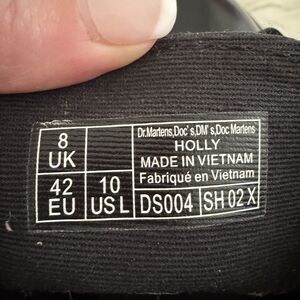 8
UK
42
EU
10
US L
Dr.Martens,Doc's,DM's,Doc Martens
HOLLY
MADE IN VIETNAM
Fabriqué en Vietnam
DS004
SH 02 X